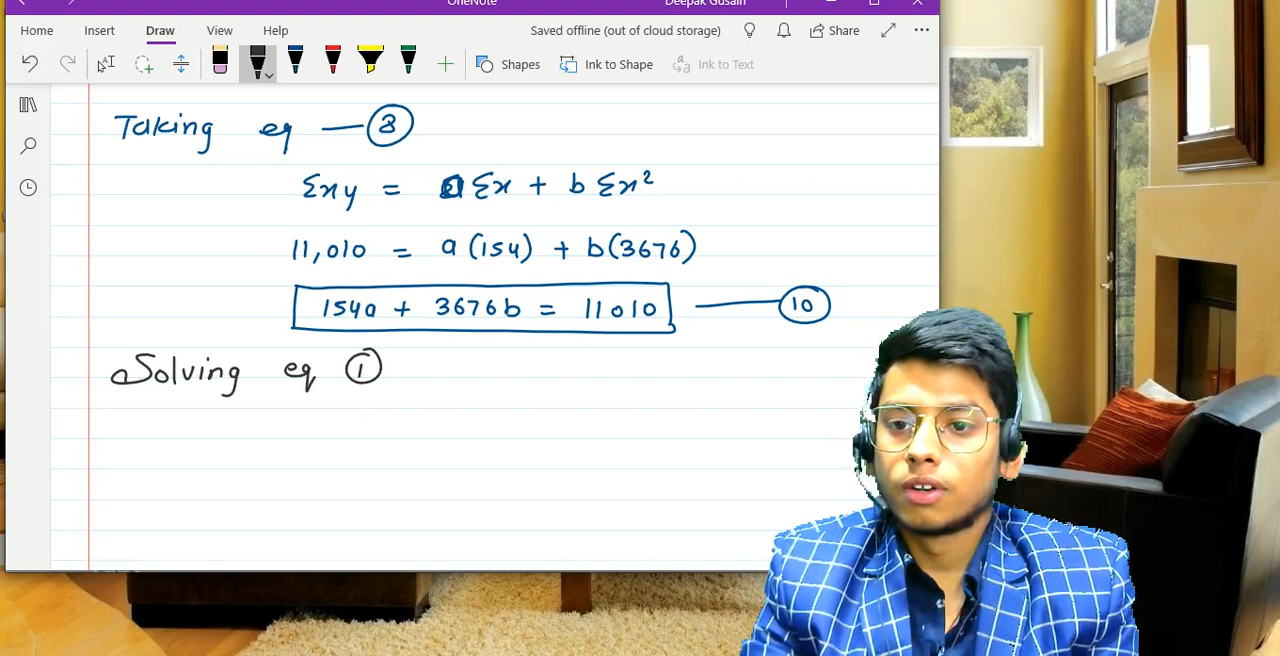 OneNote
Deepak Gusain
Home Insert Draw View Help
Saved offline (out of cloud storage)
Share
Shapes
Ink to Shape
Ink to Text
Taking eq — 3
Σxy = aΣx + bΣx²
11,010 = a(154) + b(3676)
154a + 3676b = 11010 — 10
Solving eq 1